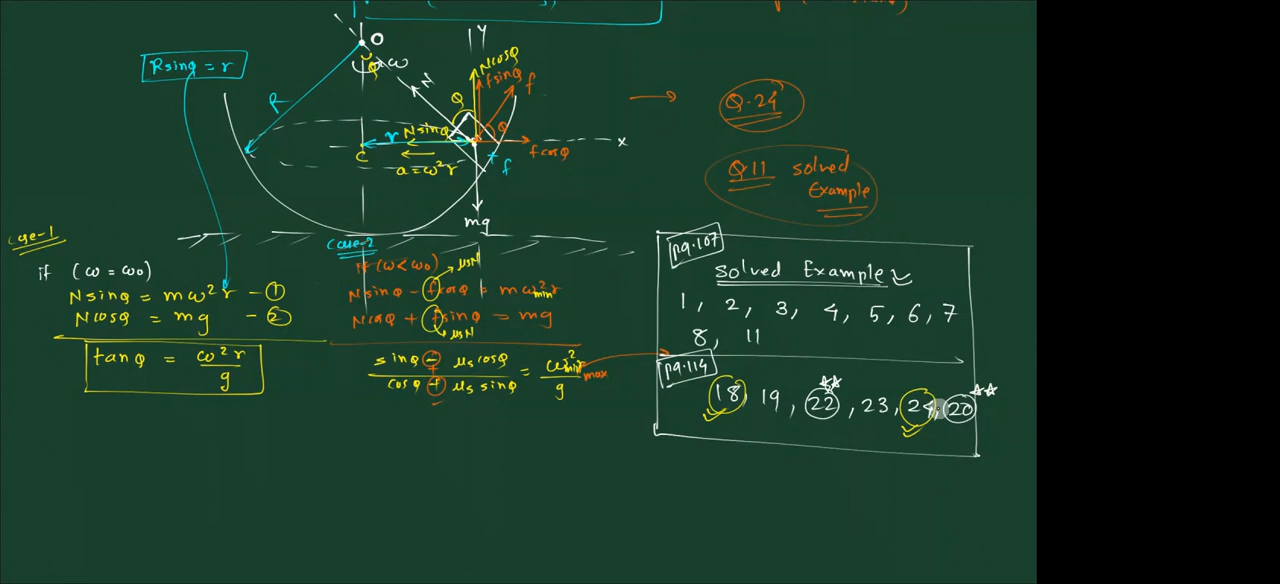 Rsinθ = r
O
θ
ω
R
N
Y
Ncosθ
fsinθ
f
θ
θ
r
Nsinθ
fcosθ
x
C
a = ω²r
f
mg
Q.24
Q.11 solved
Example
Case-1
if (ω = ω₀)
Nsinθ = mω²r - ①
Ncosθ = mg - ②
tanθ = ω²r / g
Case-2
if (ω < ω₀)
μsN
Nsinθ - fcosθ = mω²min r
Ncosθ + fsinθ = mg
μsN
sinθ ∓ μs cosθ / cosθ ± μs sinθ = ω²min r / g
max
pg.107
Solved Example
1, 2, 3, 4, 5, 6, 7
8, 11
pg.114
18, 19, 22, 23, 24, 20